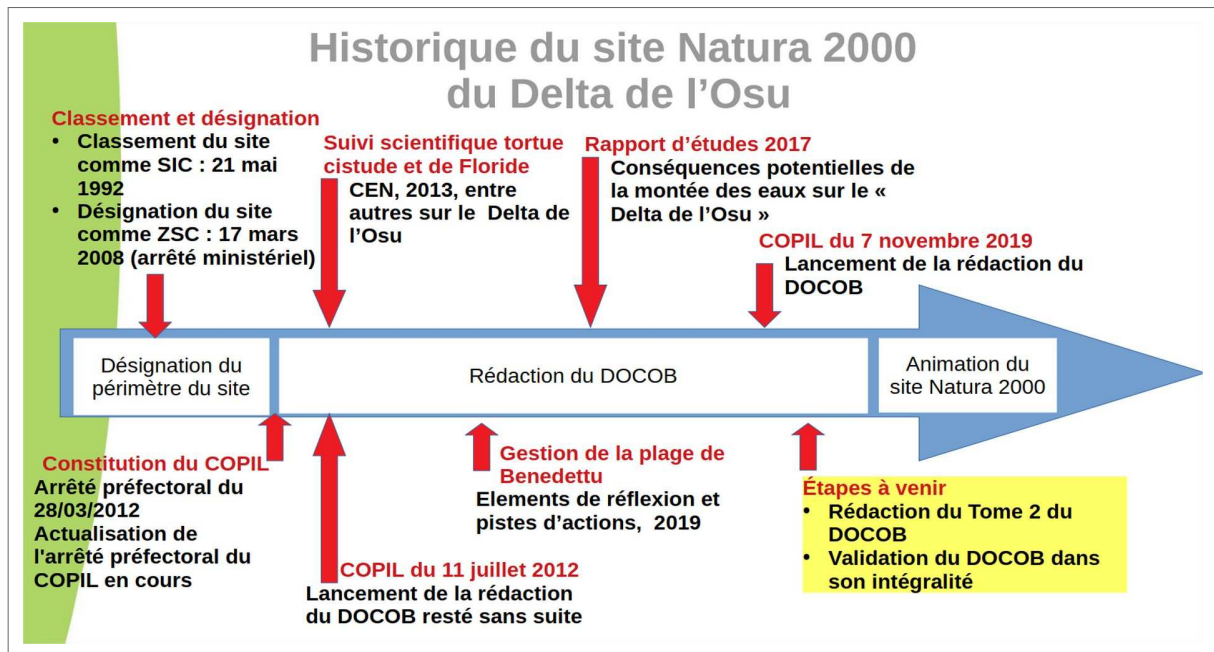 Historique du site Natura 2000
du Delta de l’Osu
Classement et désignation
• Classement du site
comme SIC : 21 mai
1992
• Désignation du site
comme ZSC : 17 mars
2008 (arrêté ministériel)
Suivi scientifique tortue
cistude et de Floride
CEN, 2013, entre
autres sur le Delta de
l’Osu
Rapport d’études 2017
Conséquences potentielles de
la montée des eaux sur le «
Delta de l’Osu »
COPIL du 7 novembre 2019
Lancement de la rédaction du
DOCOB
Désignation du
périmètre du site
Rédaction du DOCOB
Animation du
site Natura 2000
Constitution du COPIL
Arrêté préfectoral du
28/03/2012
Actualisation de
l'arrêté préfectoral du
COPIL en cours
COPIL du 11 juillet 2012
Lancement de la rédaction
du DOCOB resté sans suite
Gestion de la plage de
Benedettu
Elements de réflexion et
pistes d’actions, 2019
Étapes à venir
• Rédaction du Tome 2 du
DOCOB
• Validation du DOCOB dans
son intégralité